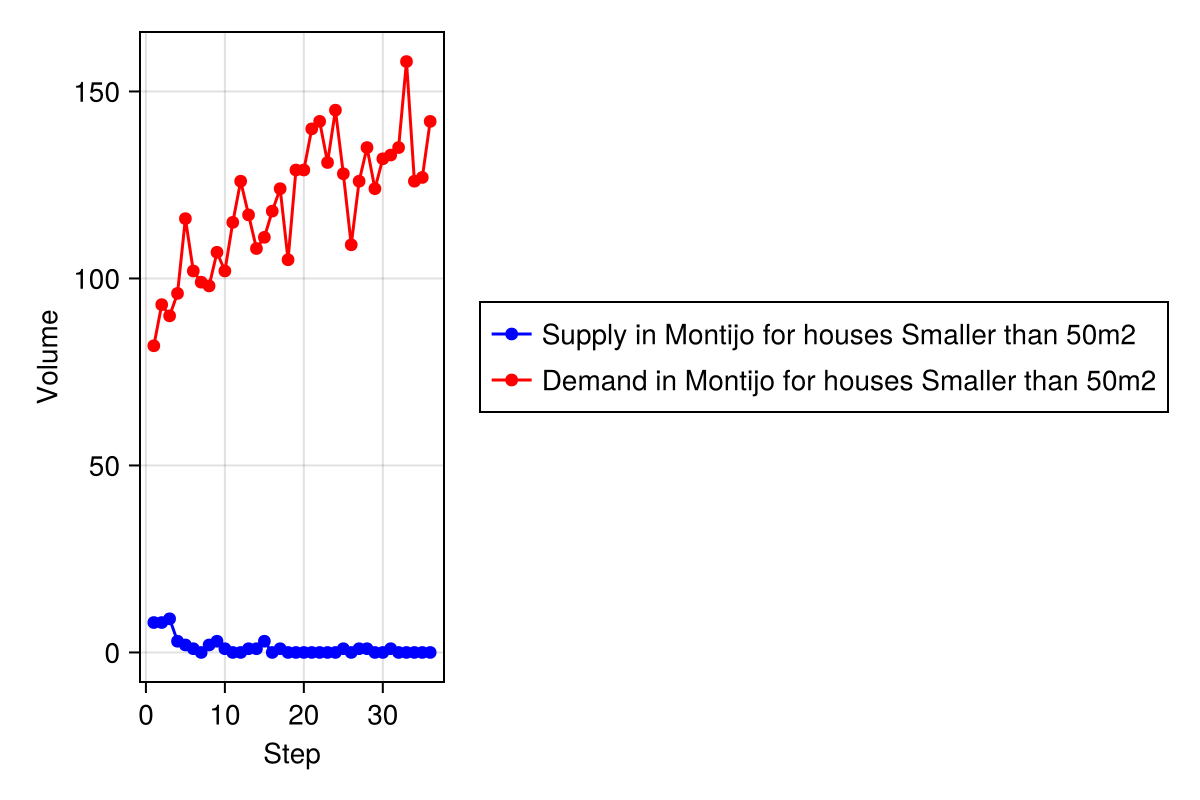 150
100
50
0
Volume
0 10 20 30
Step
Supply in Montijo for houses Smaller than 50m2
Demand in Montijo for houses Smaller than 50m2